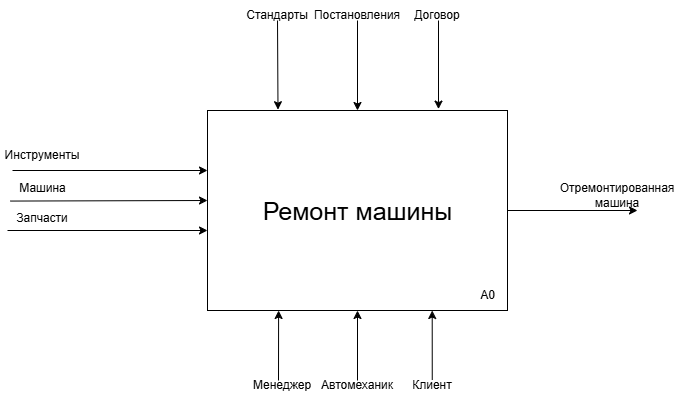 Стандарты Постановления Договор
Инструменты
Машина
Запчасти
Ремонт машины
Отремонтированная
машина
A0
Менеджер Автомеханик Клиент